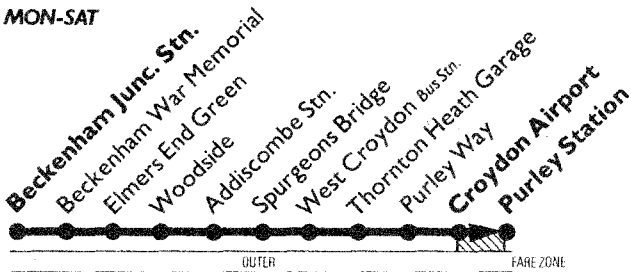 MON-SAT
Beckenham Junc. Stn.
Beckenham War Memorial
Elmers End Green
Woodside
Addiscombe Stn.
Spurgeons Bridge
West Croydon Bus Stn.
Thornton Heath Garage
Purley Way
Croydon Airport
Purley Station
OUTER
FARE ZONE